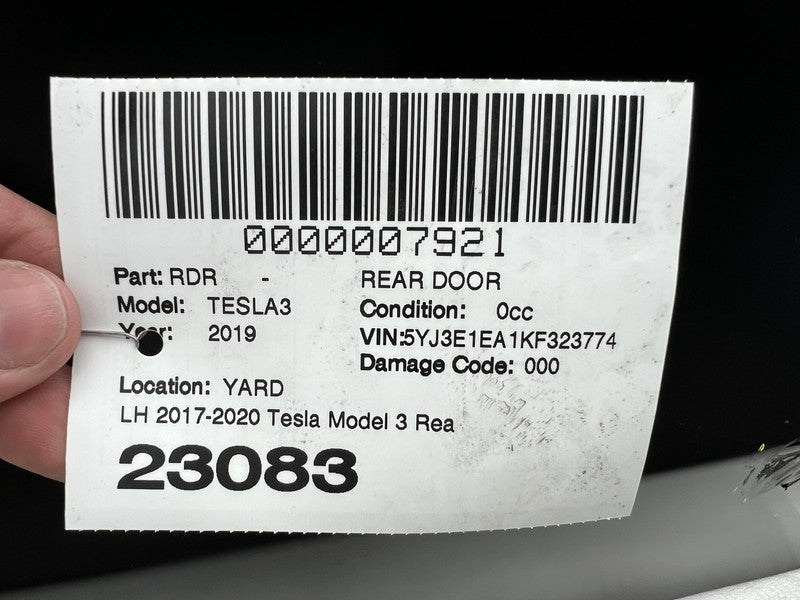 0000007921
Part: RDR - REAR DOOR
Model: TESLA3 Condition: 0cc
Year: 2019 VIN:5YJ3E1EA1KF323774
Damage Code: 000
Location: YARD
LH 2017-2020 Tesla Model 3 Rea
23083